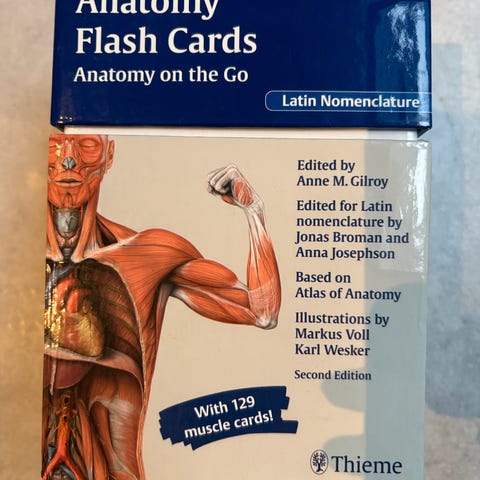 Anatomy
Flash Cards
Anatomy on the Go
Latin Nomenclature
Edited by
Anne M. Gilroy
Edited for Latin
nomenclature by
Jonas Broman and
Anna Josephson
Based on
Atlas of Anatomy
Illustrations by
Markus Voll
Karl Wesker
Second Edition
With 129
muscle cards!
Thieme